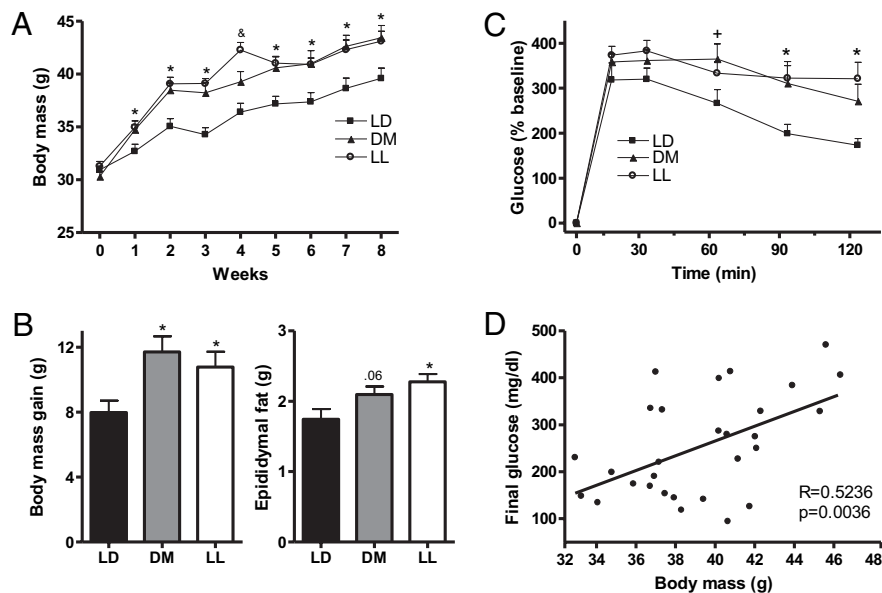 A
Body mass (g)
45
40
35
30
25
* * * & * * * *
LD
DM
LL
0 1 2 3 4 5 6 7 8
Weeks
C
Glucose (% baseline)
400
300
200
100
0
+ * *
LD
DM
LL
0 30 60 90 120
Time (min)
B
Body mass gain (g)
12
9
6
3
0
* *
LD DM LL
Epididymal fat (g)
3
2
1
0
.06 *
LD DM LL
D
Final glucose (mg/dl)
500
400
300
200
100
R=0.5236
p=0.0036
32 34 36 38 40 42 44 46 48
Body mass (g)